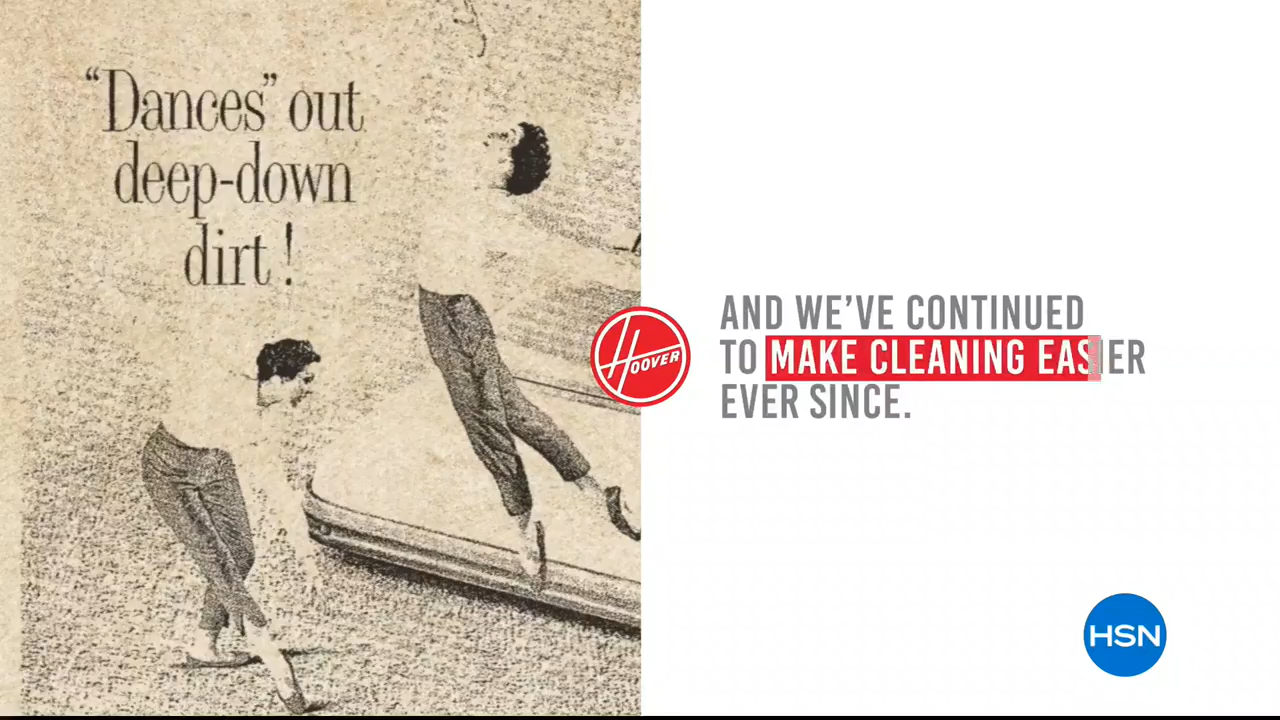 “Dances” out
deep-down
dirt!
HOOVER
AND WE’VE CONTINUED
TO MAKE CLEANING EASIER
EVER SINCE.
HSN